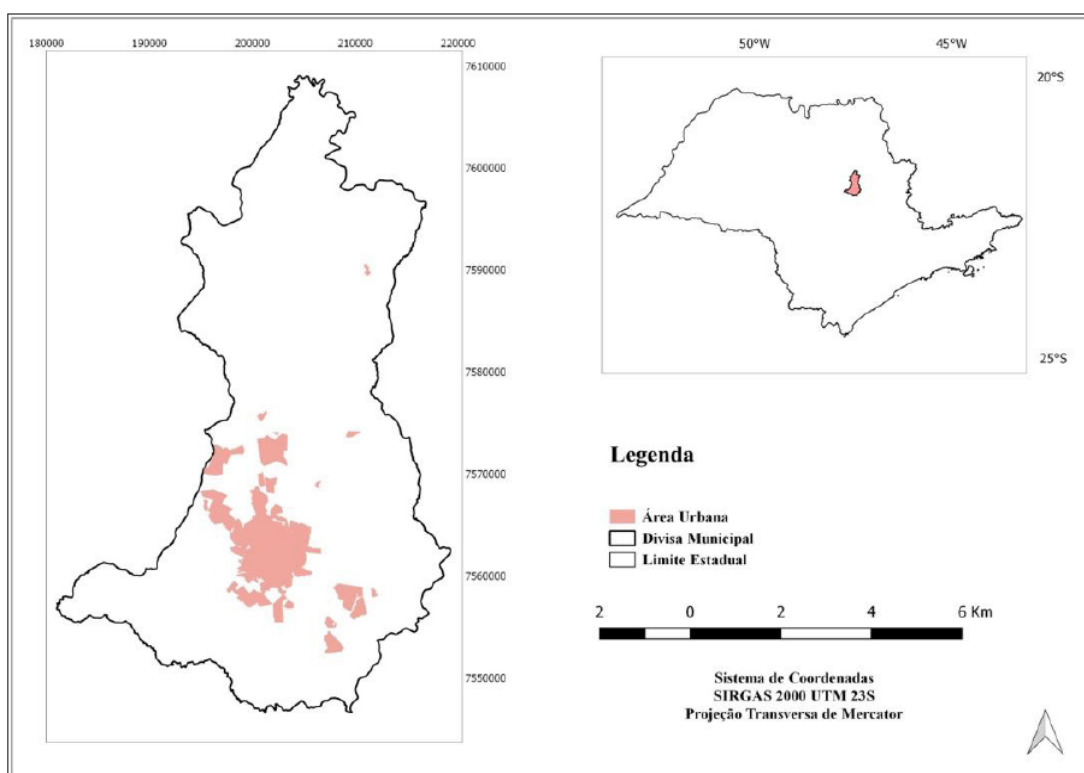 180000 190000 200000 210000 220000
7610000
7600000
7590000
7580000
7570000
7560000
7550000
50°W 45°W
20°S
25°S
Legenda
Área Urbana
Divisa Municipal
Limite Estadual
2 0 2 4 6 Km
Sistema de Coordenadas
SIRGAS 2000 UTM 23S
Projeção Transversa de Mercator